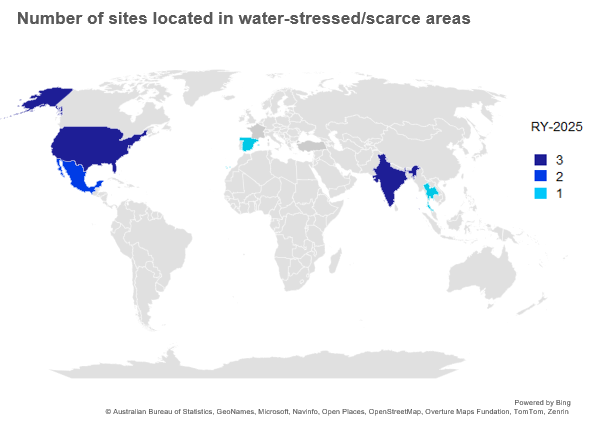 Number of sites located in water-stressed/scarce areas
RY-2025
3
2
1
Powered by Bing
© Australian Bureau of Statistics, GeoNames, Microsoft, Navinfo, Open Places, OpenStreetMap, Overture Maps Fundation, TomTom, Zenrin